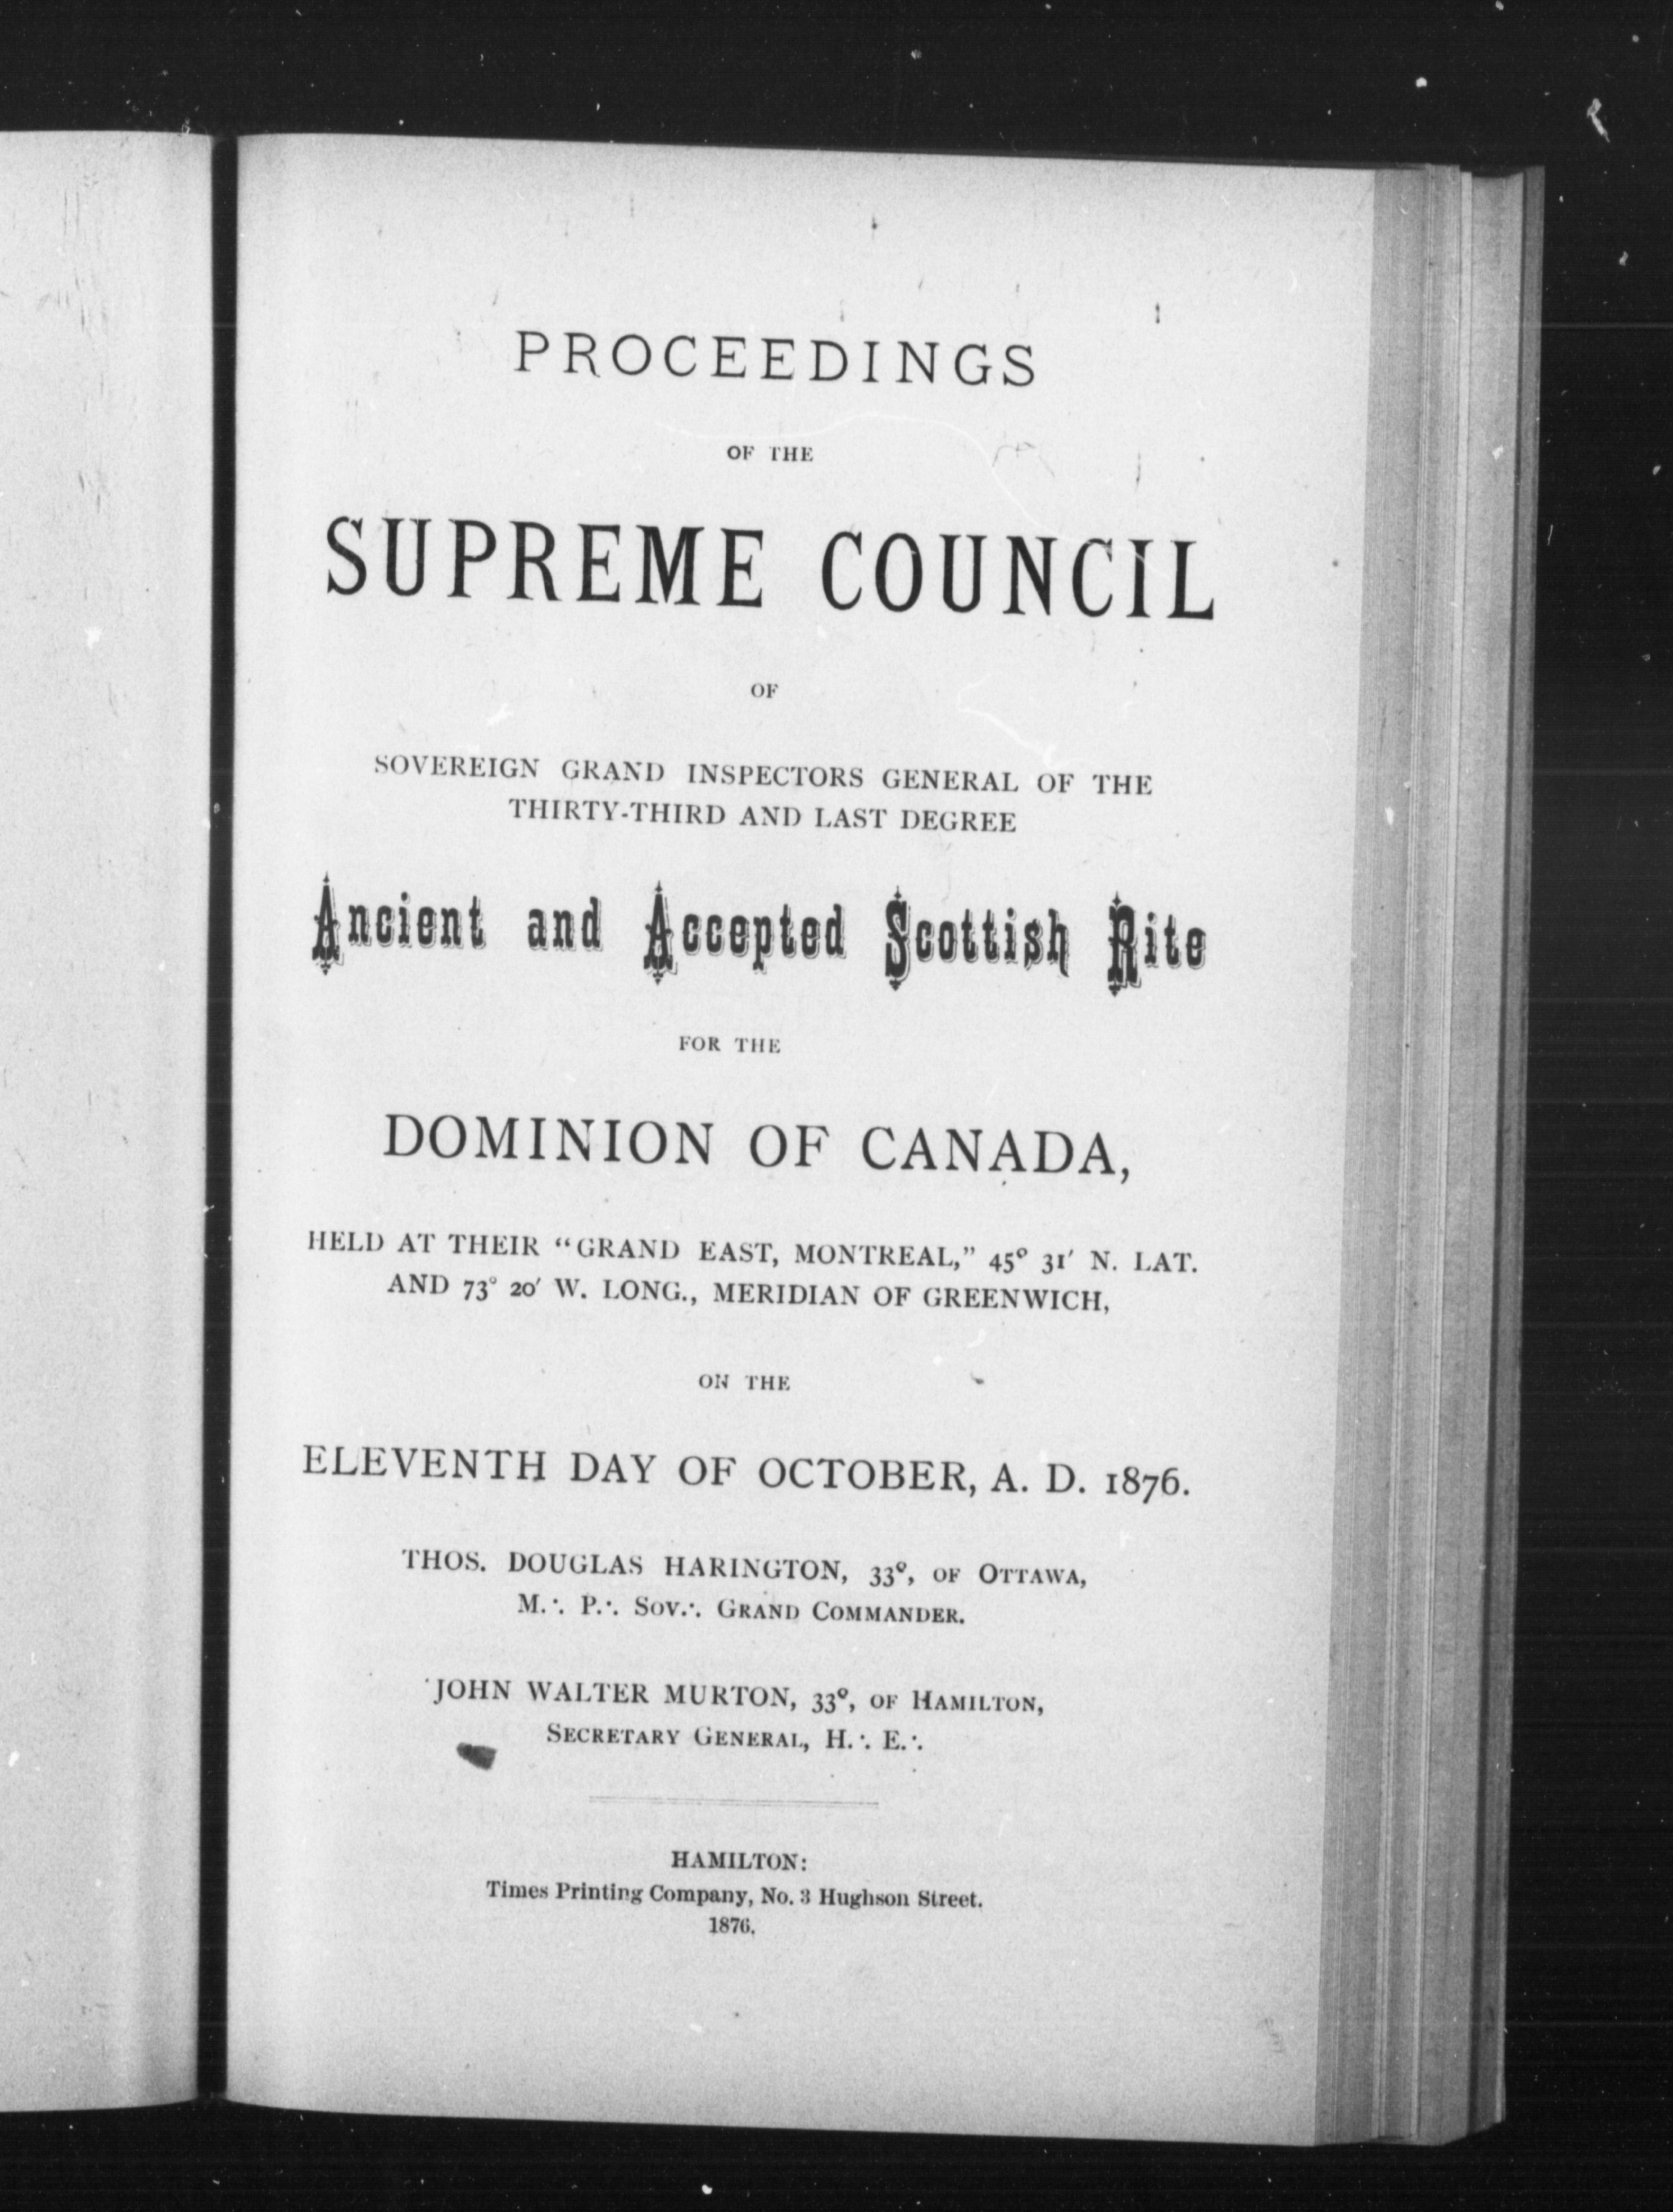 PROCEEDINGS
OF THE
SUPREME COUNCIL
OF
SOVEREIGN GRAND INSPECTORS GENERAL OF THE
THIRTY-THIRD AND LAST DEGREE
Ancient and Accepted Scottish Rite
FOR THE
DOMINION OF CANADA,
HELD AT THEIR "GRAND EAST, MONTREAL," 45º 31′ N. LAT.
AND 73° 20′ W. LONG., MERIDIAN OF GREENWICH,
ON THE
ELEVENTH DAY OF OCTOBER, A. D. 1876.
THOS. DOUGLAS HARINGTON, 33º, OF OTTAWA,
M.∴ P.∴ SOV.∴ GRAND COMMANDER.
JOHN WALTER MURTON, 33º, OF HAMILTON,
SECRETARY GENERAL, H.∴ E.∴
HAMILTON:
Times Printing Company, No. 3 Hughson Street.
1876.